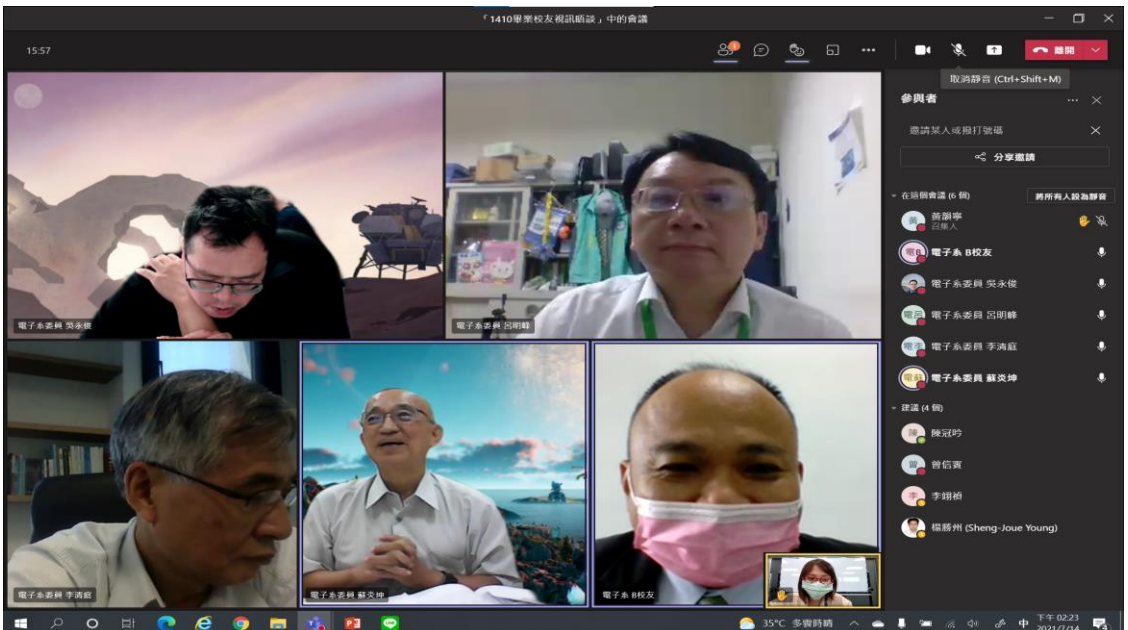 「1410畢業校友視訊晤談」中的會議
15:57
離開
取消靜音 (Ctrl+Shift+M)
參與者
邀請某人或撥打號碼
分享邀請
在這個會議 (6 個)
將所有人設為靜音
黃韻寧
召集人
電子系 B校友
電子系委員 吳永俊
電子系委員 呂明峰
電子系委員 李清庭
電子系委員 蘇炎坤
建議 (4 個)
陳冠吟
曾信賓
李翊禎
楊勝州 (Sheng-Joue Young)
電子系委員 吳永俊
電子系委員 呂明峰
電子系委員 李清庭
電子系委員 蘇炎坤
電子系 B校友
35°C 多雲時晴
中
下午 02:23
2021/7/14